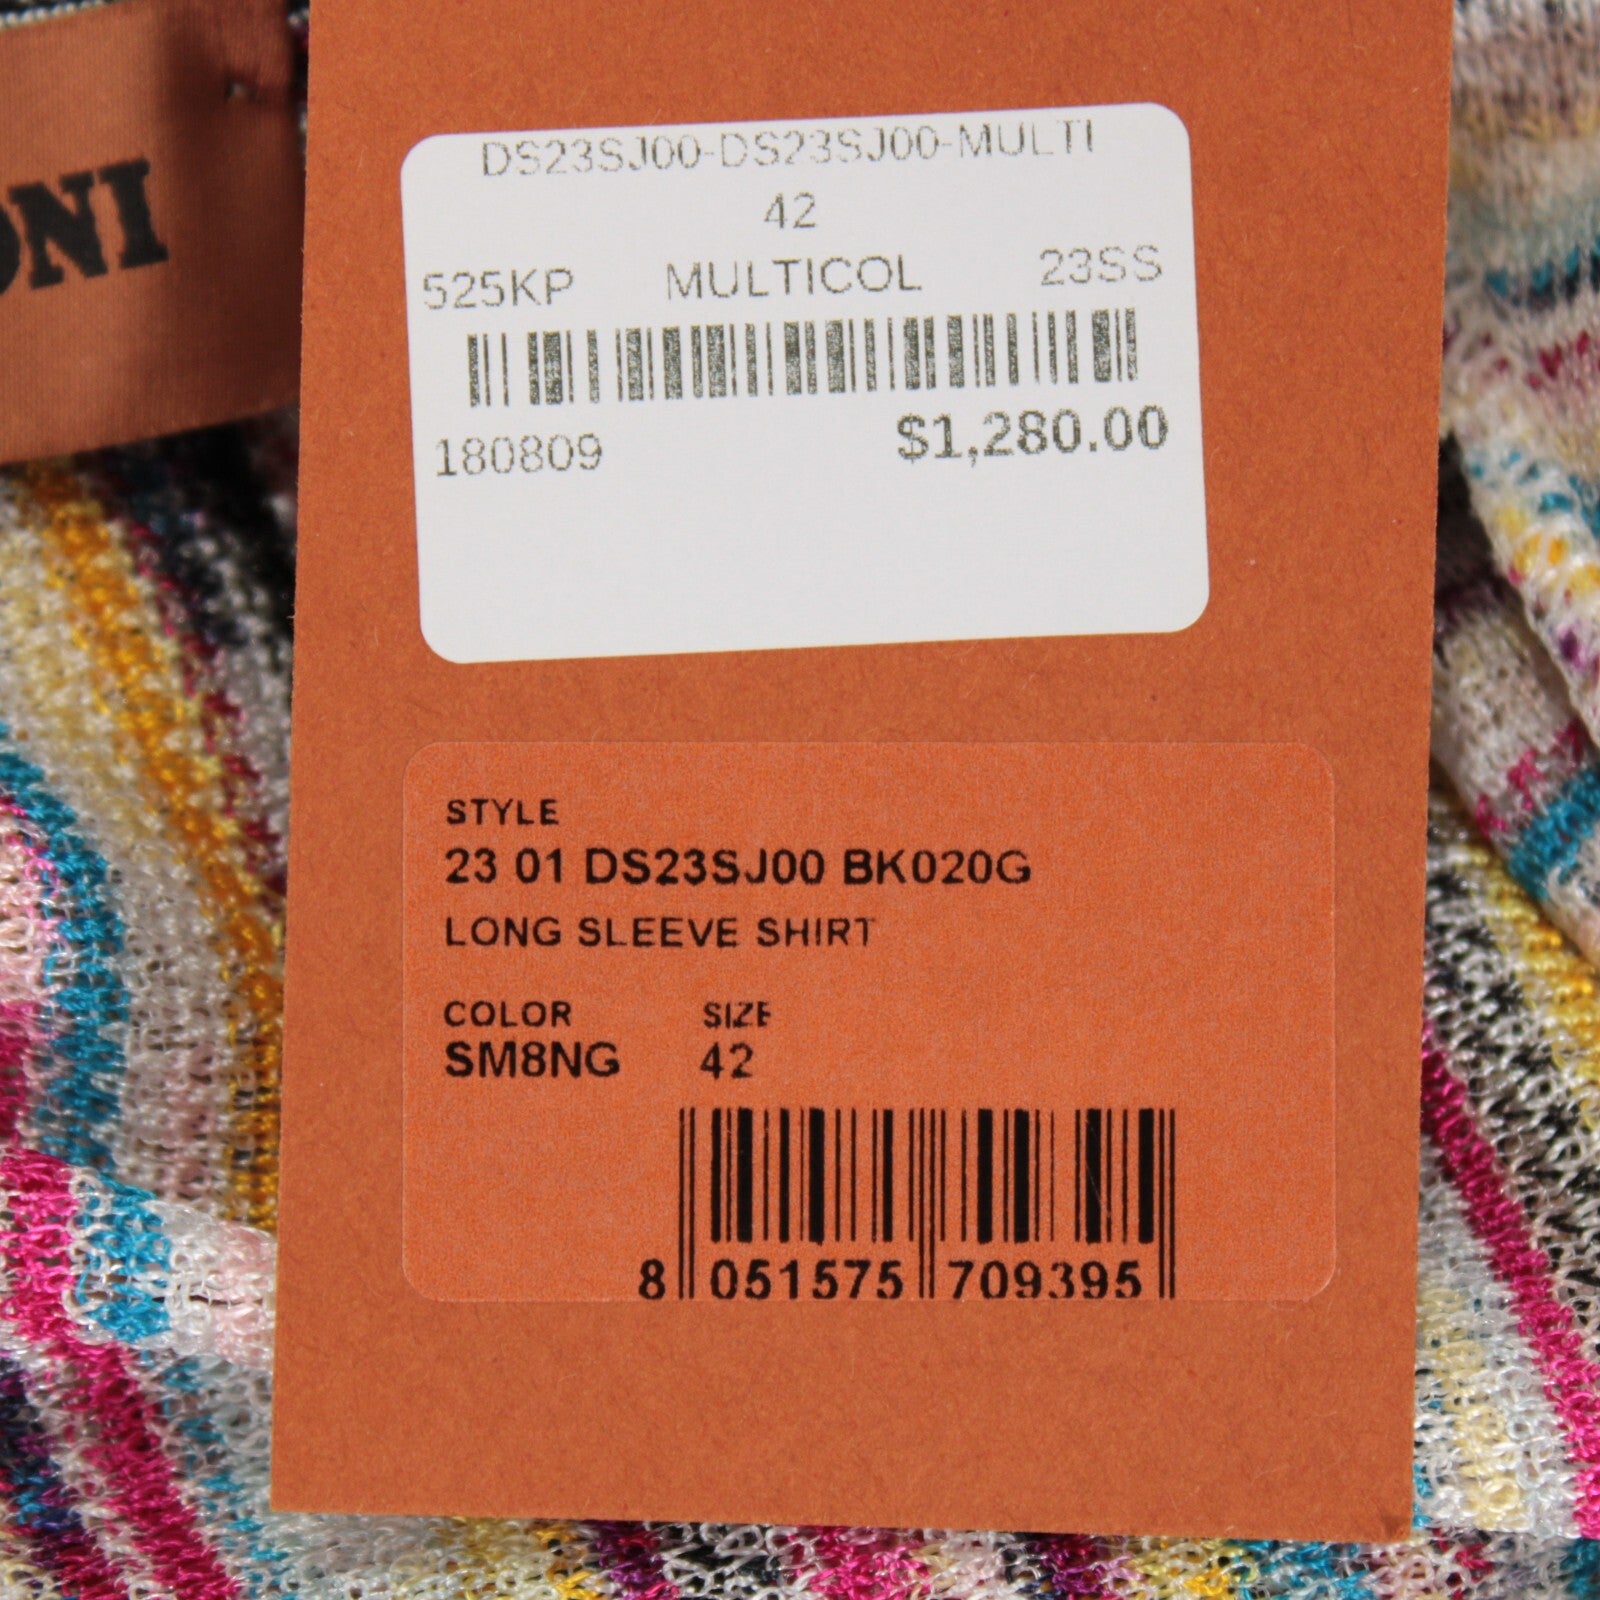 DS23SJ00-DS23SJ00-MULTI
42
525KP MULTICOL 23SS
180809 $1,280.00
STYLE
23 01 DS23SJ00 BK020G
LONG SLEEVE SHIRT
COLOR SIZE
SM8NG 42
8 051575 709395